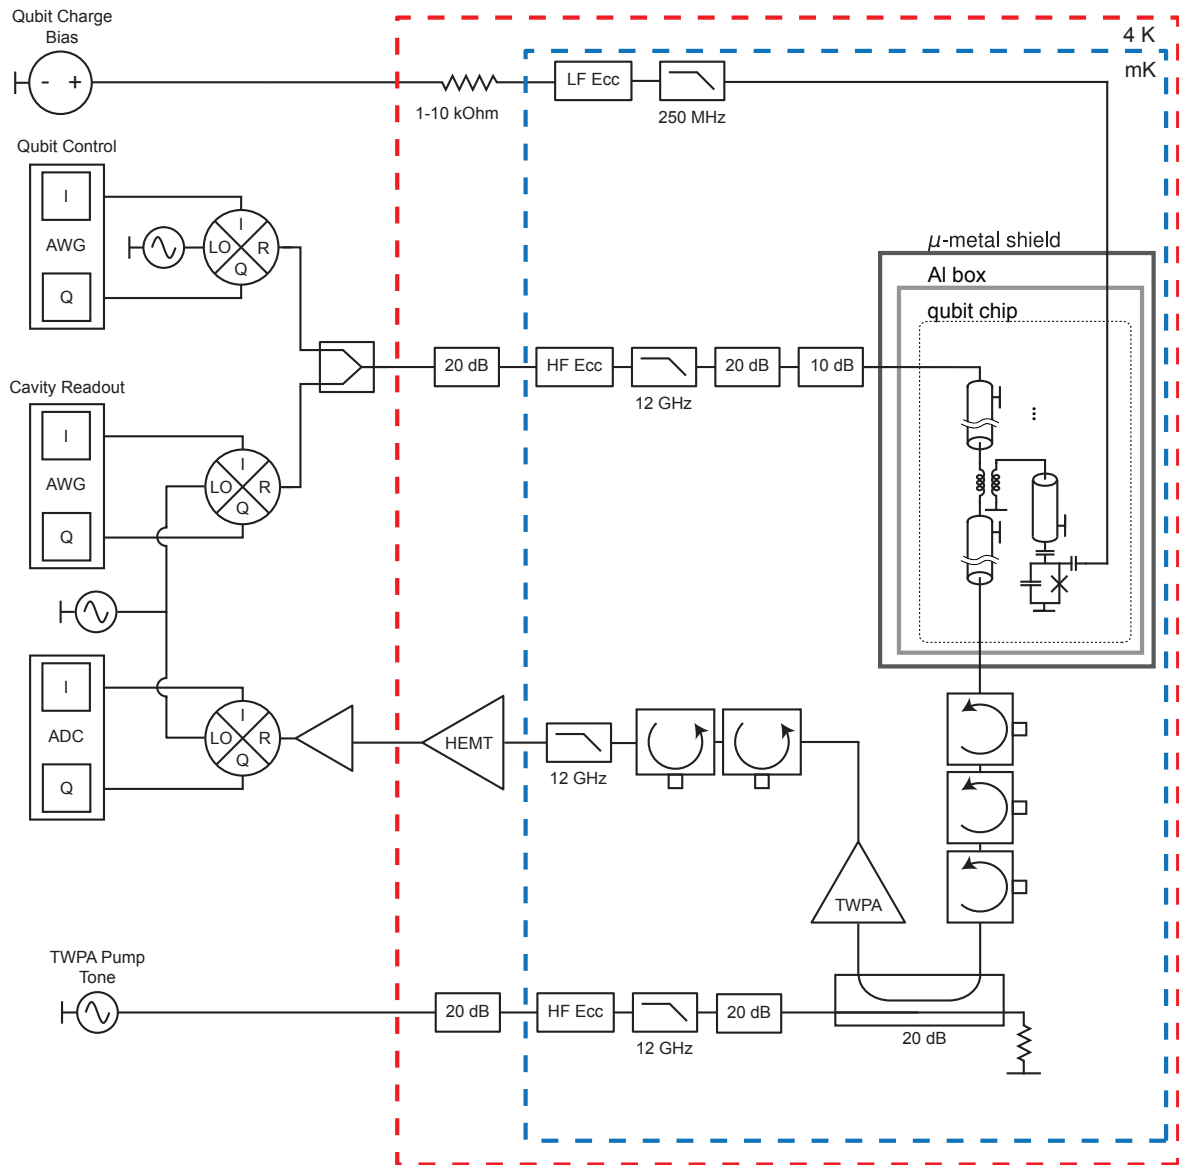 Qubit Charge
Bias
- +
1-10 kOhm
LF Ecc
250 MHz
4 K
mK
Qubit Control
I
AWG
Q
I
LO R
Q
µ-metal shield
Al box
qubit chip
...
20 dB
HF Ecc
12 GHz
20 dB
10 dB
Cavity Readout
I
AWG
Q
I
LO R
Q
I
ADC
Q
I
LO R
Q
HEMT
12 GHz
TWPA
TWPA Pump
Tone
20 dB
HF Ecc
12 GHz
20 dB
20 dB